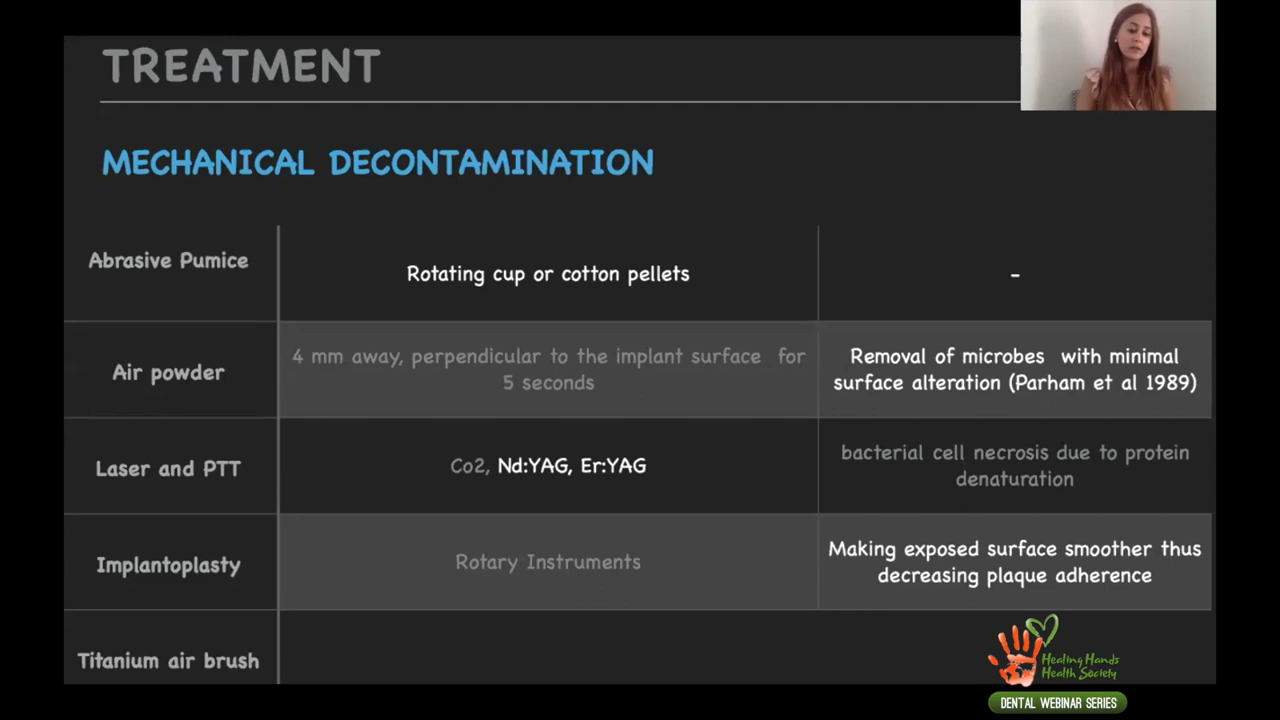 TREATMENT
MECHANICAL DECONTAMINATION
Abrasive Pumice
Rotating cup or cotton pellets
-
Air powder
4 mm away, perpendicular to the implant surface for
5 seconds
Removal of microbes with minimal
surface alteration (Parham et al 1989)
Laser and PTT
Co2, Nd:YAG, Er:YAG
bacterial cell necrosis due to protein
denaturation
Implantoplasty
Rotary Instruments
Making exposed surface smoother thus
decreasing plaque adherence
Titanium air brush
Healing Hands
Health Society
DENTAL WEBINAR SERIES